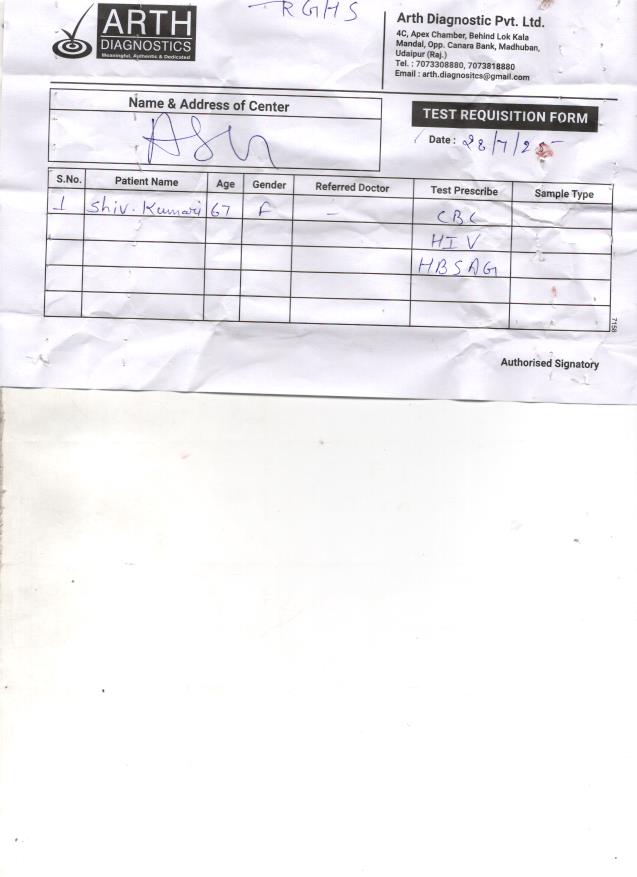 RGHS
ARTH
DIAGNOSTICS
Meaningful, Authentic & Dedicated
Arth Diagnostic Pvt. Ltd.
4C, Apex Chamber, Behind Lok Kala
Mandal, Opp. Canara Bank, Madhuban,
Udaipur (Raj.)
Tel. : 7073308880, 7073818880
Email : arth.diagnositcs@gmail.com
Name & Address of Center
TEST REQUISITION FORM
Date : 28/7/25
S.No. Patient Name Age Gender Referred Doctor Test Prescribe Sample Type
1 Shiv. Kumari 67 F - CBC
HIV
HBSAG
7158
Authorised Signatory